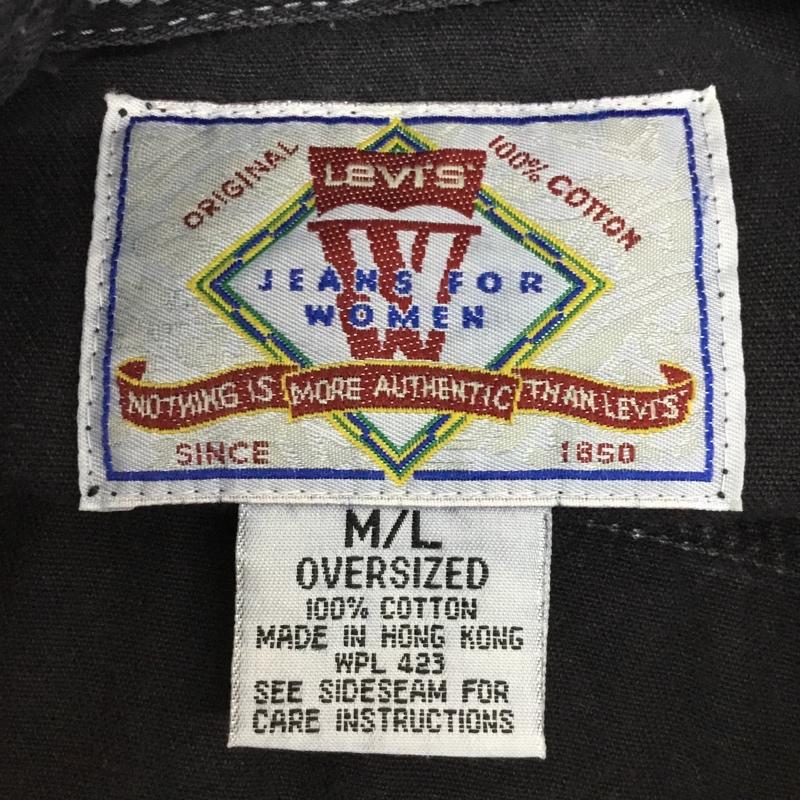 ORIGINAL
100% COTTON
LEVI'S
W
JEANS FOR
WOMEN
NOTHING IS MORE AUTHENTIC THAN LEVI'S
SINCE 1850
M/L
OVERSIZED
100% COTTON
MADE IN HONG KONG
WPL 423
SEE SIDESEAM FOR
CARE INSTRUCTIONS